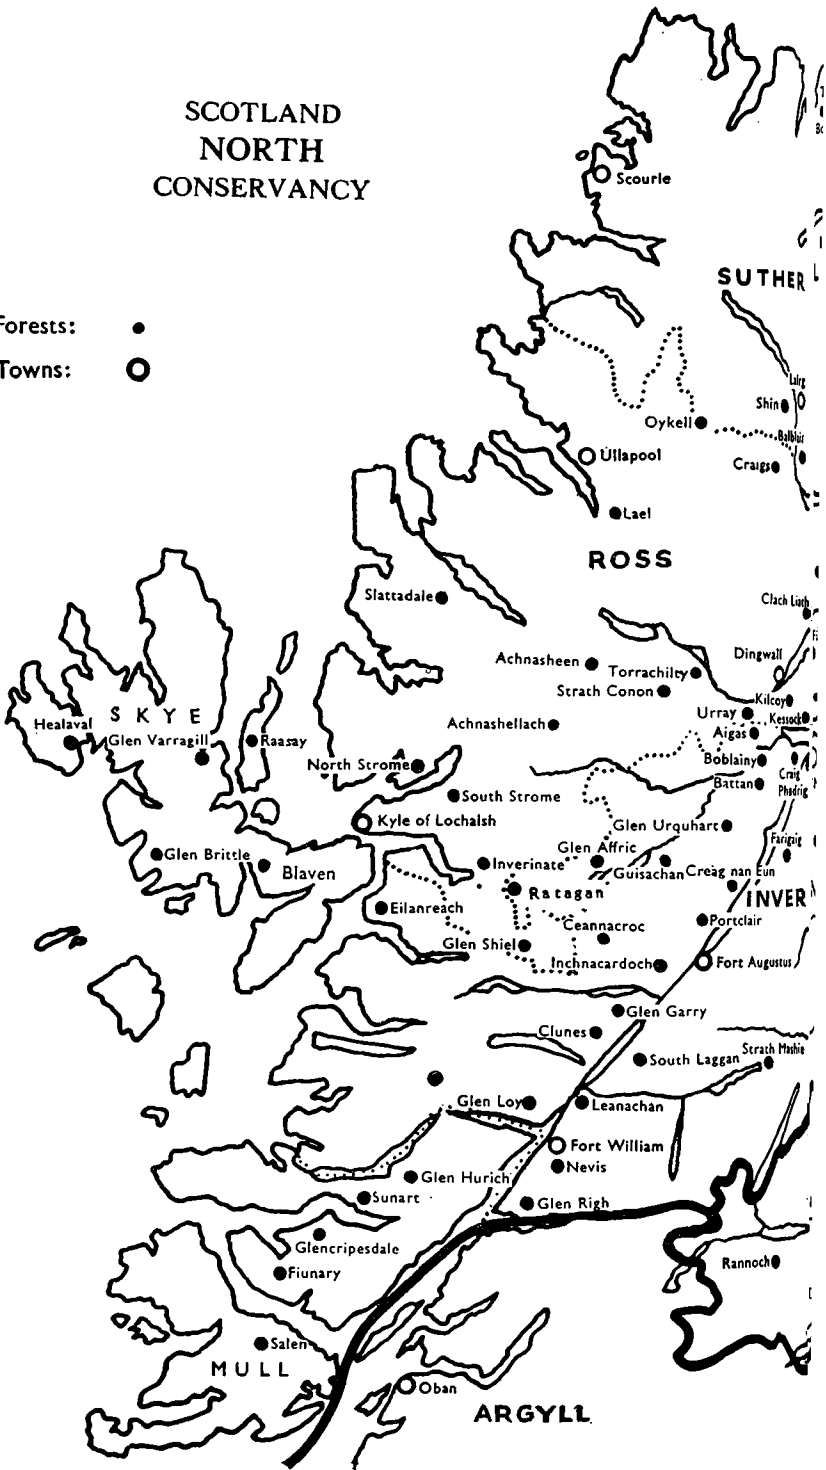 SCOTLAND
NORTH
CONSERVANCY
Scourle
SUTHER
Forests:
Towns:
Lairg
Shin
Oykell
Balblair
Ullapool
Craigs
Lael
ROSS
Slattadale
Clach Liath
Achnasheen
Torrachilty
Dingwall
Strath Conon
Kilcoy
SKYE
Healaval
Urray
Kessock
Achnashellach
Glen Varragill
Raasay
Aigas
North Strome
Boblainy
Battan
Craig
Phadrig
South Strome
Kyle of Lochalsh
Glen Urquhart
Farigaig
Glen Affric
Glen Brittle
Inverinate
Guisachan
Creag nan Eun
Blaven
Ratagan
INVER
Eilanreach
Portclair
Ceannacroc
Glen Shiel
Inchnacardoch
Fort Augustus
Glen Garry
Clunes
South Laggan
Strath Mashie
Glen Loy
Leanachan
Fort William
Nevis
Glen Hurich
Sunart
Glen Righ
Glencripesdale
Rannoch
Fiunary
Salen
MULL
Oban
ARGYLL